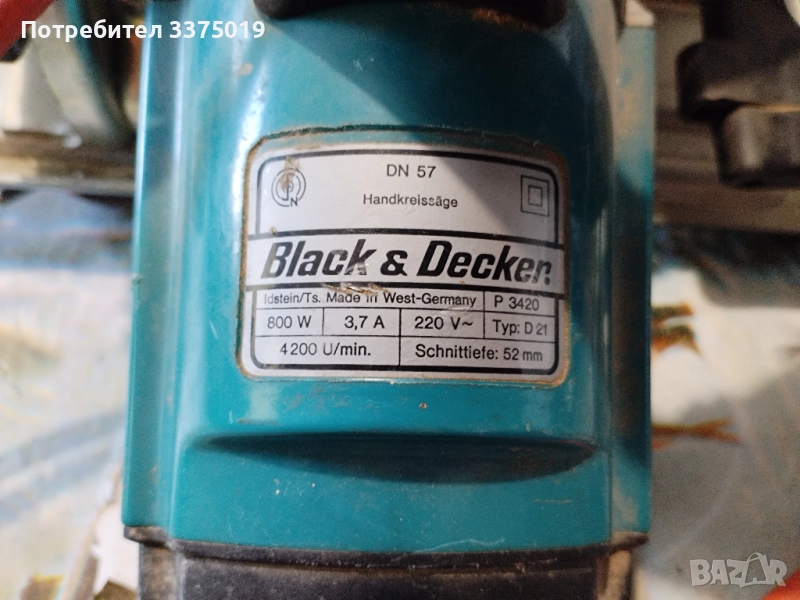 Потребител 3375019
DN 57
N
Handkreissäge
Black & Decker.
Idstein/Ts. Made in West-Germany P 3420
800 W 3,7 A 220 V~ Typ: D 21
4200 U/min. Schnittiefe: 52 mm
BAZAR